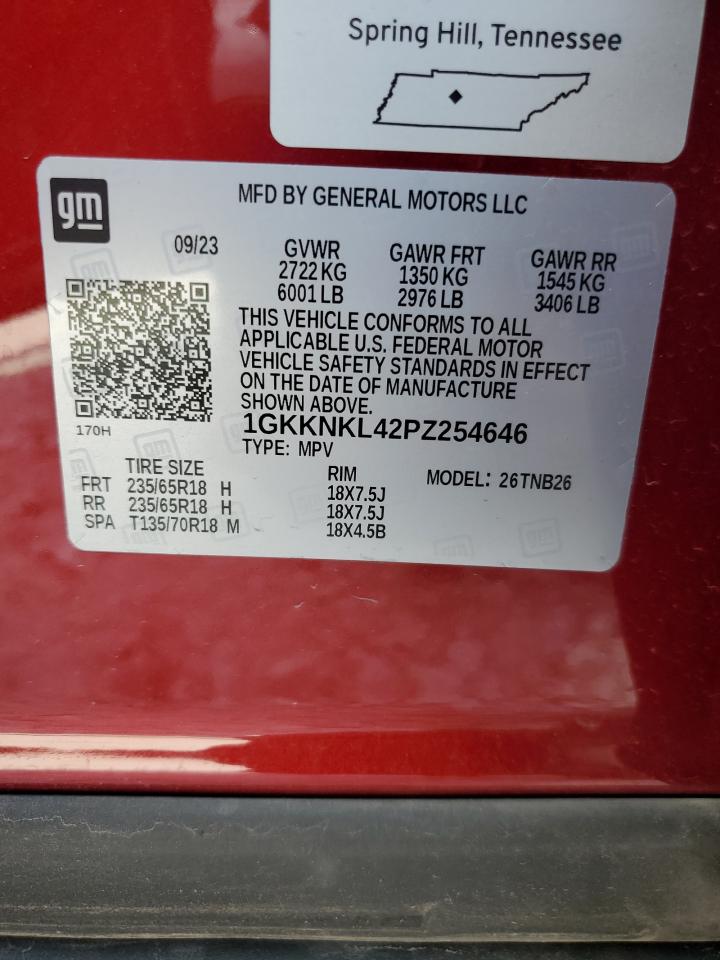 Spring Hill, Tennessee
gm
MFD BY GENERAL MOTORS LLC
09/23
GVWR GAWR FRT GAWR RR
2722 KG 1350 KG 1545 KG
6001 LB 2976 LB 3406 LB
THIS VEHICLE CONFORMS TO ALL
APPLICABLE U.S. FEDERAL MOTOR
VEHICLE SAFETY STANDARDS IN EFFECT
ON THE DATE OF MANUFACTURE
SHOWN ABOVE.
170H
1GKKNKL42PZ254646
TYPE: MPV
TIRE SIZE RIM MODEL: 26TNB26
FRT 235/65R18 H 18X7.5J
RR 235/65R18 H 18X7.5J
SPA T135/70R18 M 18X4.5B